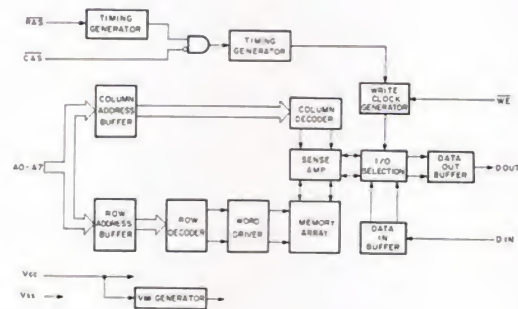 RAS
TIMING
GENERATOR
CAS
TIMING
GENERATOR
COLUMN
ADDRESS
BUFFER
COLUMN
DECODER
WRITE
CLOCK
GENERATOR
WE
A0-A7
SENSE
AMP
I/O
SELECTION
DATA
OUT
BUFFER
DOUT
ROW
ADDRESS
BUFFER
ROW
DECODER
WORD
DRIVER
MEMORY
ARRAY
DATA
IN
BUFFER
DIN
Vcc
Vss
VBB GENERATOR